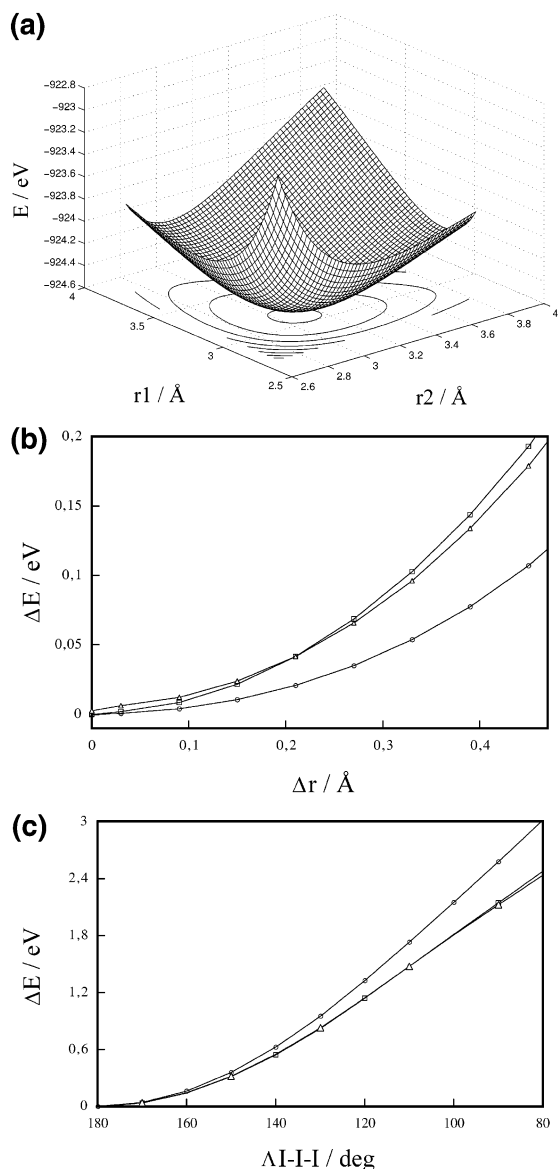 (a)
−922.8
−923
−923.2
−923.4
−923.6
−923.8
−924
−924.2
−924.4
−924.6
E / eV
4
3.5
3
2.5
r1 / Å
2.6
2.8
3
3.2
3.4
3.6
3.8
4
r2 / Å
(b)
0,2
0,15
0,1
0,05
0
ΔE / eV
0 0,1 0,2 0,3 0,4
Δr / Å
(c)
3
2,4
1,8
1,2
0,6
0
ΔE / eV
180 160 140 120 100 80
ΛI-I-I / deg